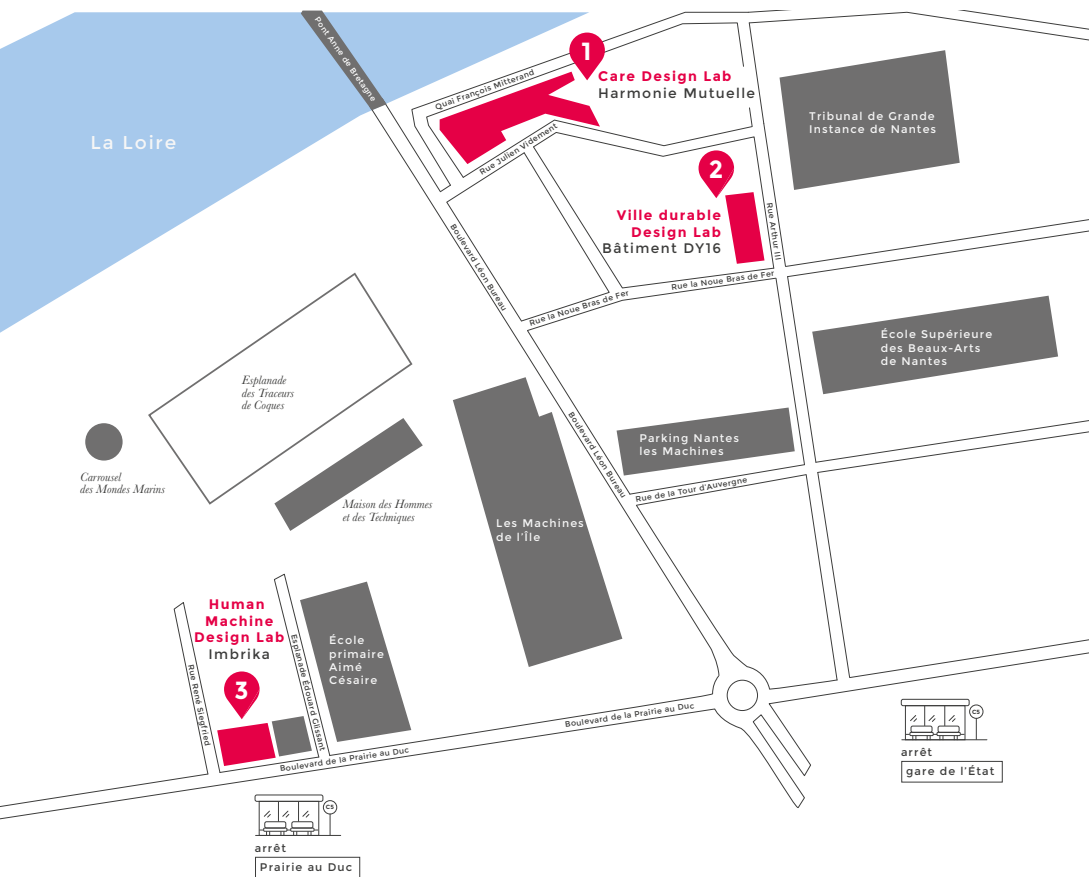 Pont Anne de Bretagne
La Loire
Quai François Mitterand
1
Care Design Lab
Harmonie Mutuelle
Rue Julien Videment
Tribunal de Grande
Instance de Nantes
2
Ville durable
Design Lab
Bâtiment DY16
Rue Arthur III
Boulevard Léon Bureau
Rue la Noue Bras de Fer
Rue la Noue Bras de Fer
École Supérieure
des Beaux-Arts
de Nantes
Esplanade
des Traceurs
de Coques
Carrousel
des Mondes Marins
Maison des Hommes
et des Techniques
Boulevard Léon Bureau
Parking Nantes
les Machines
Rue de la Tour d'Auvergne
Les Machines
de l'Île
Human
Machine
Design Lab
Imbrika
3
Rue René Siegfried
Esplanade Édouard Glissant
École
primaire
Aimé
Césaire
Boulevard de la Prairie au Duc
Boulevard de la Prairie au Duc
C5
arrêt
gare de l'État
C5
arrêt
Prairie au Duc